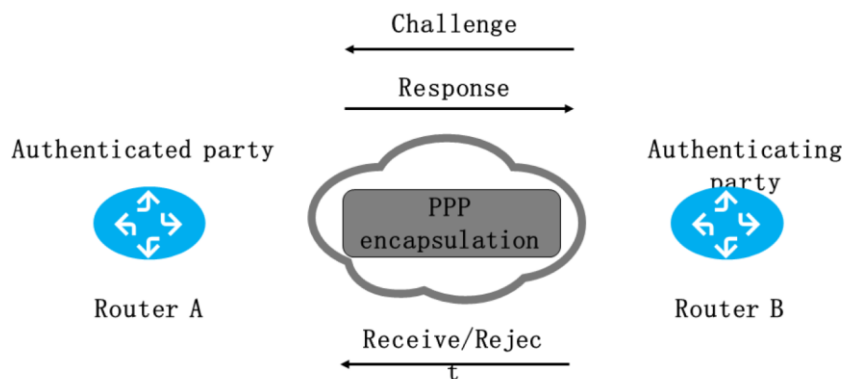 Challenge
Response
Authenticated party
Authenticating
party
PPP
encapsulation
Router A
Router B
Receive/Rejec
t